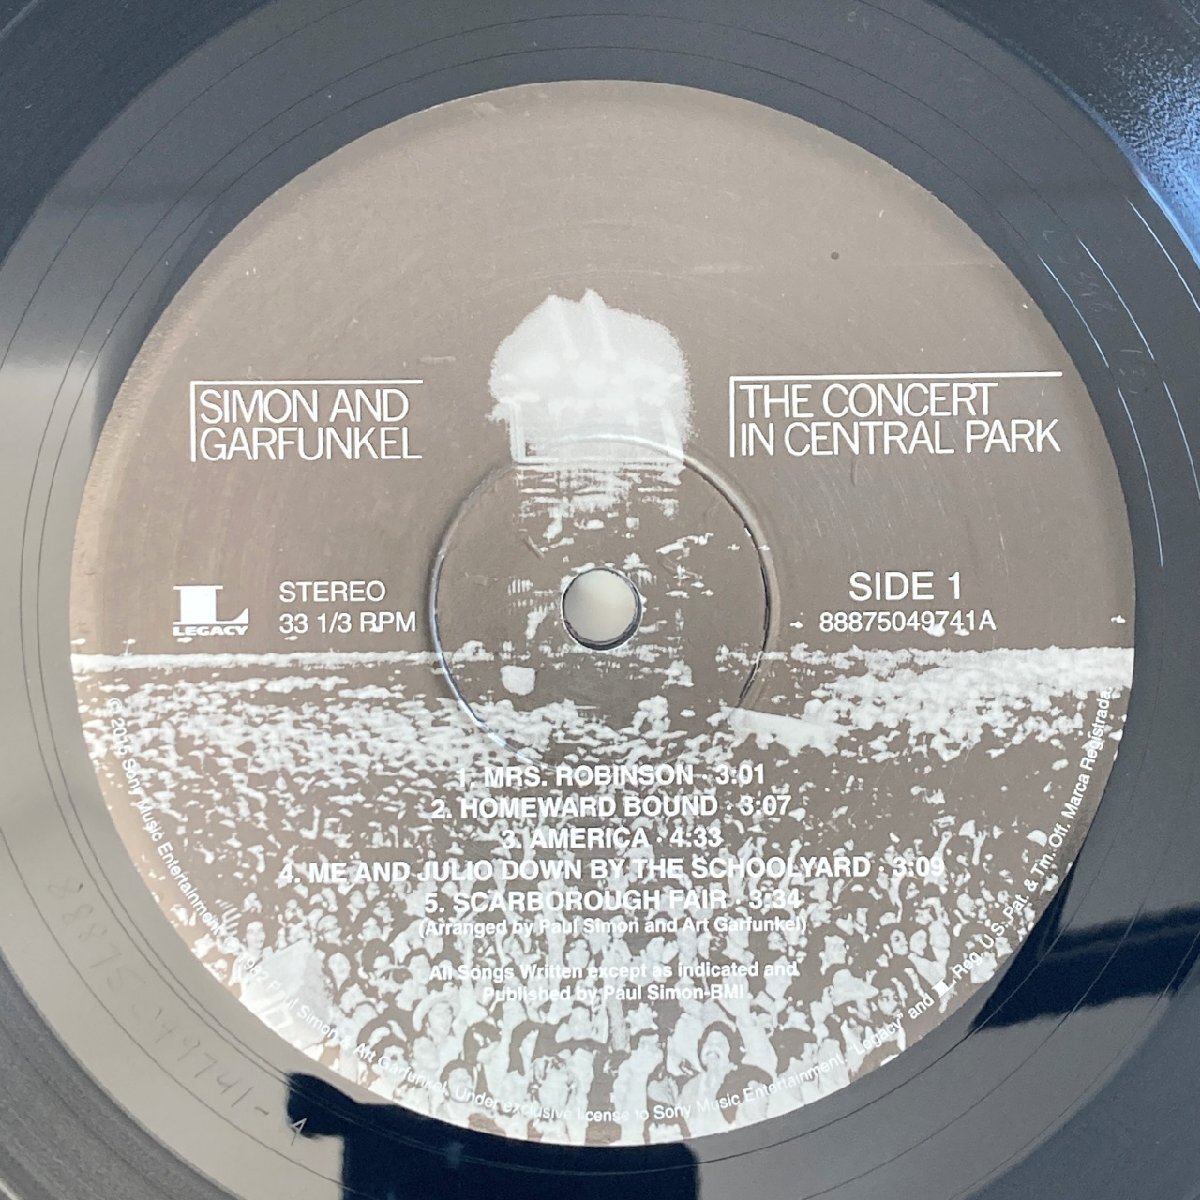 SIMON AND
GARFUNKEL
THE CONCERT
IN CENTRAL PARK
L
LEGACY
STEREO
33 1/3 RPM
SIDE 1
88875049741A
1. MRS. ROBINSON · 3:01
2. HOMEWARD BOUND · 3:07
3. AMERICA · 4:33
4. ME AND JULIO DOWN BY THE SCHOOLYARD · 3:09
5. SCARBOROUGH FAIR · 3:34
(Arranged by Paul Simon and Art Garfunkel)
All Songs Written except as indicated and
Published by Paul Simon-BMI
© 2015 Sony Music Entertainment. ℗ 1982 Paul Simon & Art Garfunkel. Under exclusive license to Sony Music Entertainment. "Legacy" and L Reg. U.S. Pat. & Tm. Off. Marca Registrada.